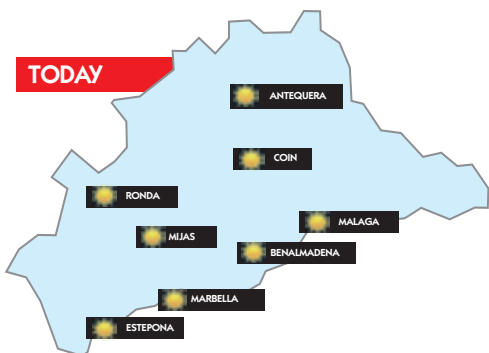 TODAY
ANTEQUERA
COIN
RONDA
MALAGA
MIJAS
BENALMADENA
MARBELLA
ESTEPONA